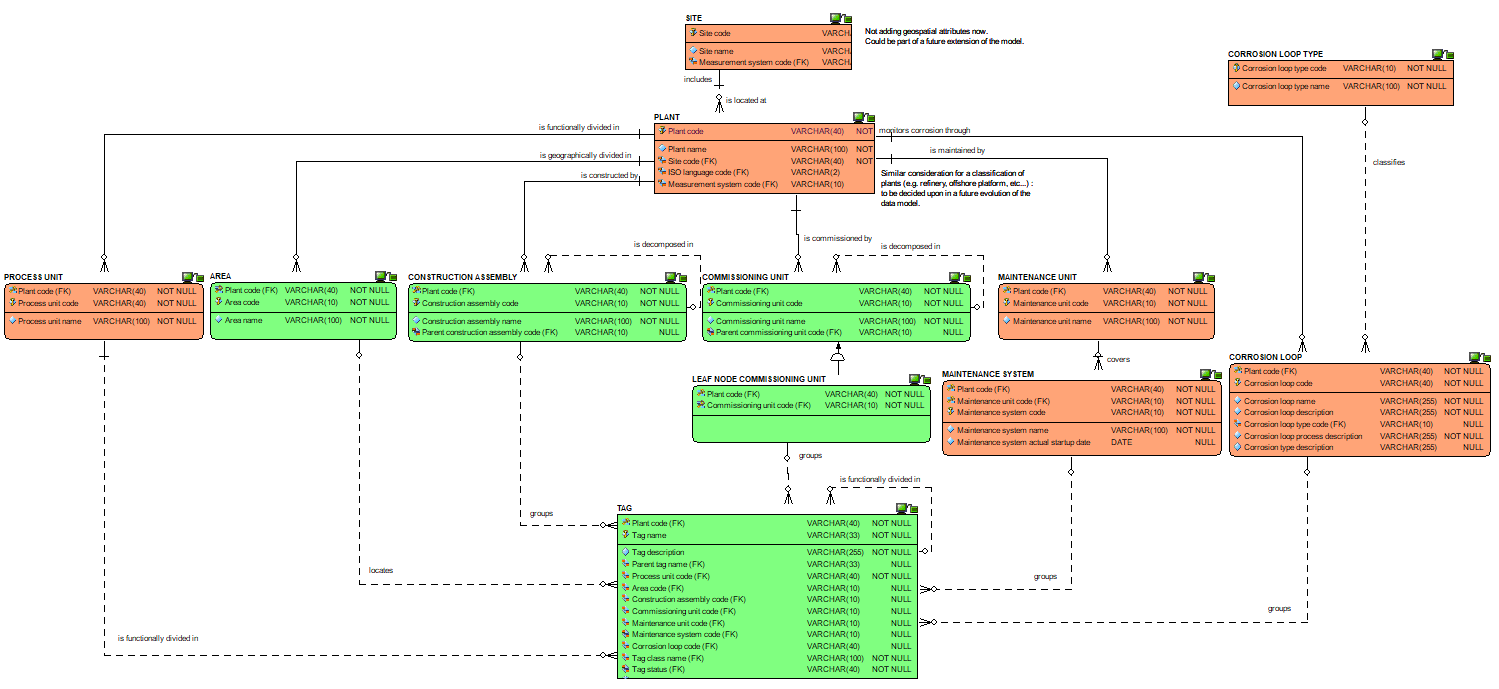 SITE
Site code VARCH
Site name VARCH
Measurement system code (FK) VARCH
Not adding geospatial attributes now.
Could be part of a future extension of the model.
includes
is located at
CORROSION LOOP TYPE
Corrosion loop type code VARCHAR(10) NOT NULL
Corrosion loop type name VARCHAR(100) NOT NULL
classifies
PLANT
Plant code VARCHAR(40) NOT
Plant name VARCHAR(100) NOT
Site code (FK) VARCHAR(40) NOT
ISO language code (FK) VARCHAR(2)
Measurement system code (FK) VARCHAR(10)
is functionally divided in
is geographically divided in
is constructed by
monitors corrosion through
is maintained by
Similar consideration for a classification of
plants (e.g. refinery, offshore platform, etc...) :
to be decided upon in a future evolution of the
data model.
is commissioned by
is decomposed in
is decomposed in
PROCESS UNIT
Plant code (FK) VARCHAR(40) NOT NULL
Process unit code VARCHAR(40) NOT NULL
Process unit name VARCHAR(100) NOT NULL
AREA
Plant code (FK) VARCHAR(40) NOT NULL
Area code VARCHAR(10) NOT NULL
Area name VARCHAR(100) NOT NULL
CONSTRUCTION ASSEMBLY
Plant code (FK) VARCHAR(40) NOT NULL
Construction assembly code VARCHAR(10) NOT NULL
Construction assembly name VARCHAR(100) NOT NULL
Parent construction assembly code (FK) VARCHAR(10) NULL
COMMISSIONING UNIT
Plant code (FK) VARCHAR(40) NOT NULL
Commissioning unit code VARCHAR(10) NOT NULL
Commissioning unit name VARCHAR(100) NOT NULL
Parent commissioning unit code (FK) VARCHAR(10) NULL
MAINTENANCE UNIT
Plant code (FK) VARCHAR(40) NOT NULL
Maintenance unit code VARCHAR(10) NOT NULL
Maintenance unit name VARCHAR(100) NOT NULL
covers
LEAF NODE COMMISSIONING UNIT
Plant code (FK) VARCHAR(40) NOT NULL
Commissioning unit code (FK) VARCHAR(10) NOT NULL
MAINTENANCE SYSTEM
Plant code (FK) VARCHAR(40) NOT NULL
Maintenance unit code (FK) VARCHAR(10) NOT NULL
Maintenance system code VARCHAR(10) NOT NULL
Maintenance system name VARCHAR(100) NOT NULL
Maintenance system actual startup date DATE NULL
CORROSION LOOP
Plant code (FK) VARCHAR(40) NOT NULL
Corrosion loop code VARCHAR(40) NOT NULL
Corrosion loop name VARCHAR(255) NOT NULL
Corrosion loop description VARCHAR(255) NOT NULL
Corrosion loop type code (FK) VARCHAR(10) NULL
Corrosion loop process description VARCHAR(255) NOT NULL
Corrosion type description VARCHAR(255) NULL
groups
is functionally divided in
groups
locates
is functionally divided in
groups
groups
TAG
Plant code (FK) VARCHAR(40) NOT NULL
Tag name VARCHAR(33) NOT NULL
Tag description VARCHAR(255) NOT NULL
Parent tag name (FK) VARCHAR(33) NULL
Process unit code (FK) VARCHAR(40) NOT NULL
Area code (FK) VARCHAR(10) NULL
Construction assembly code (FK) VARCHAR(10) NULL
Commissioning unit code (FK) VARCHAR(10) NULL
Maintenance unit code (FK) VARCHAR(10) NULL
Maintenance system code (FK) VARCHAR(10) NULL
Corrosion loop code (FK) VARCHAR(40) NULL
Tag class name (FK) VARCHAR(100) NOT NULL
Tag status (FK) VARCHAR(40) NOT NULL